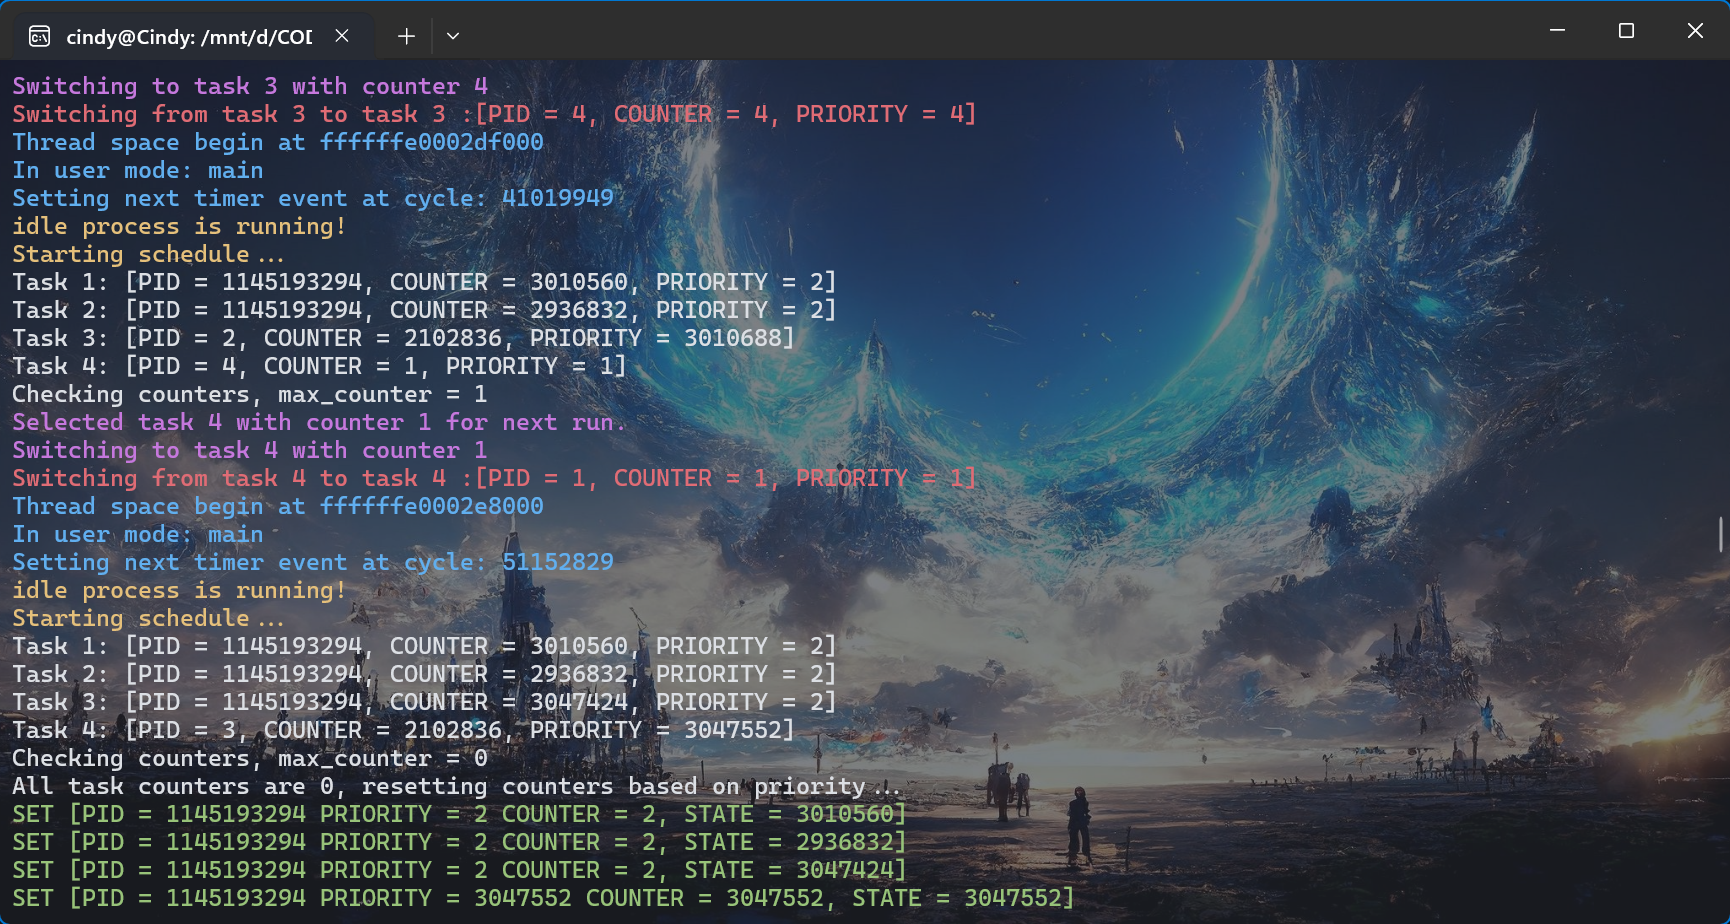 cindy@Cindy: /mnt/d/COD
Switching to task 3 with counter 4
Switching from task 3 to task 3 :[PID = 4, COUNTER = 4, PRIORITY = 4]
Thread space begin at ffffffe0002df000
In user mode: main
Setting next timer event at cycle: 41019949
idle process is running!
Starting schedule...
Task 1: [PID = 1145193294, COUNTER = 3010560, PRIORITY = 2]
Task 2: [PID = 1145193294, COUNTER = 2936832, PRIORITY = 2]
Task 3: [PID = 2, COUNTER = 2102836, PRIORITY = 3010688]
Task 4: [PID = 4, COUNTER = 1, PRIORITY = 1]
Checking counters, max_counter = 1
Selected task 4 with counter 1 for next run.
Switching to task 4 with counter 1
Switching from task 4 to task 4 :[PID = 1, COUNTER = 1, PRIORITY = 1]
Thread space begin at ffffffe0002e8000
In user mode: main
Setting next timer event at cycle: 51152829
idle process is running!
Starting schedule...
Task 1: [PID = 1145193294, COUNTER = 3010560, PRIORITY = 2]
Task 2: [PID = 1145193294, COUNTER = 2936832, PRIORITY = 2]
Task 3: [PID = 1145193294, COUNTER = 3047424, PRIORITY = 2]
Task 4: [PID = 3, COUNTER = 2102836, PRIORITY = 3047552]
Checking counters, max_counter = 0
All task counters are 0, resetting counters based on priority...
SET [PID = 1145193294 PRIORITY = 2 COUNTER = 2, STATE = 3010560]
SET [PID = 1145193294 PRIORITY = 2 COUNTER = 2, STATE = 2936832]
SET [PID = 1145193294 PRIORITY = 2 COUNTER = 2, STATE = 3047424]
SET [PID = 1145193294 PRIORITY = 3047552 COUNTER = 3047552, STATE = 3047552]